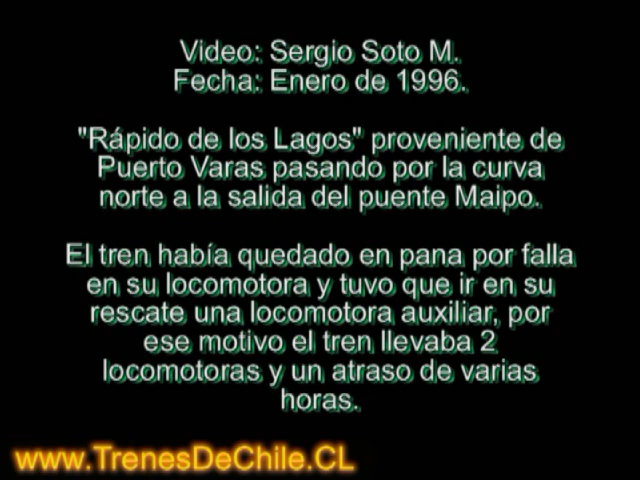 Video: Sergio Soto M.
Fecha: Enero de 1996.
"Rápido de los Lagos" proveniente de
Puerto Varas pasando por la curva
norte a la salida del puente Maipo.
El tren había quedado en pana por falla
en su locomotora y tuvo que ir en su
rescate una locomotora auxiliar, por
ese motivo el tren llevaba 2
locomotoras y un atraso de varias
horas.
www.TrenesDeChile.CL